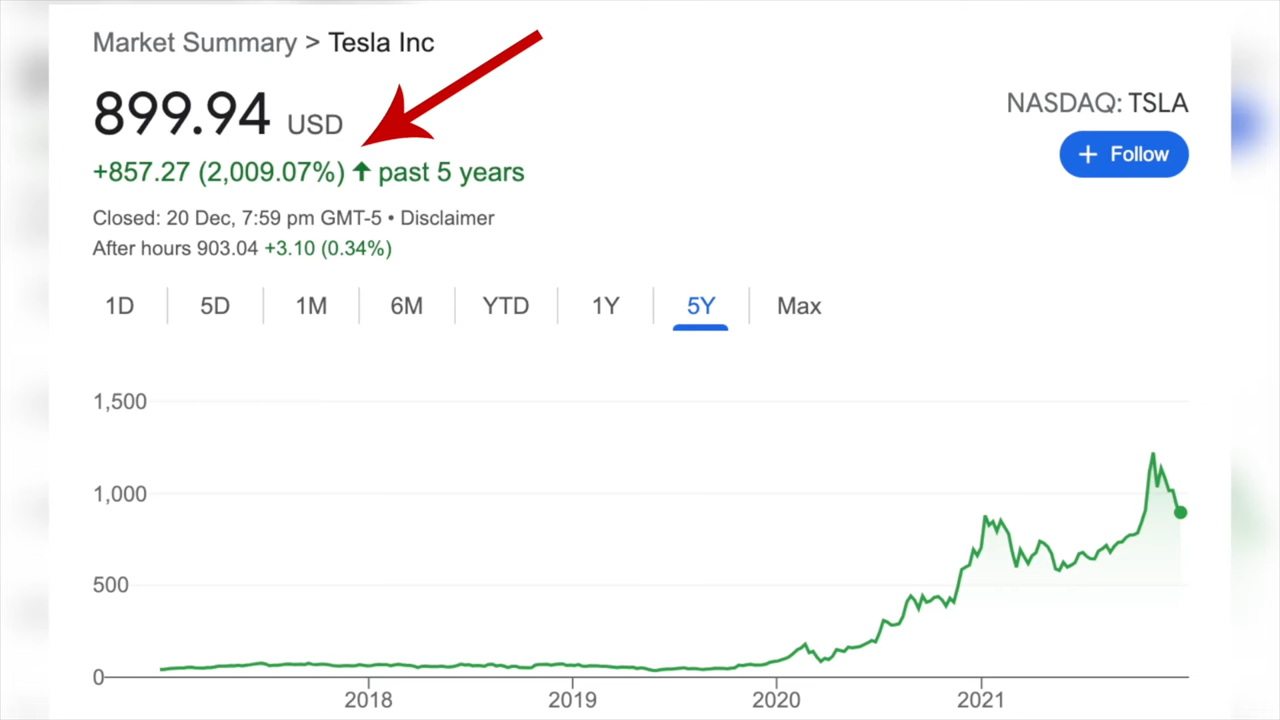 Market Summary > Tesla Inc
899.94 USD
NASDAQ: TSLA
+ Follow
+857.27 (2,009.07%) ↑ past 5 years
Closed: 20 Dec, 7:59 pm GMT-5 • Disclaimer
After hours 903.04 +3.10 (0.34%)
1D 5D 1M 6M YTD 1Y 5Y Max
1,500
1,000
500
0
2018 2019 2020 2021